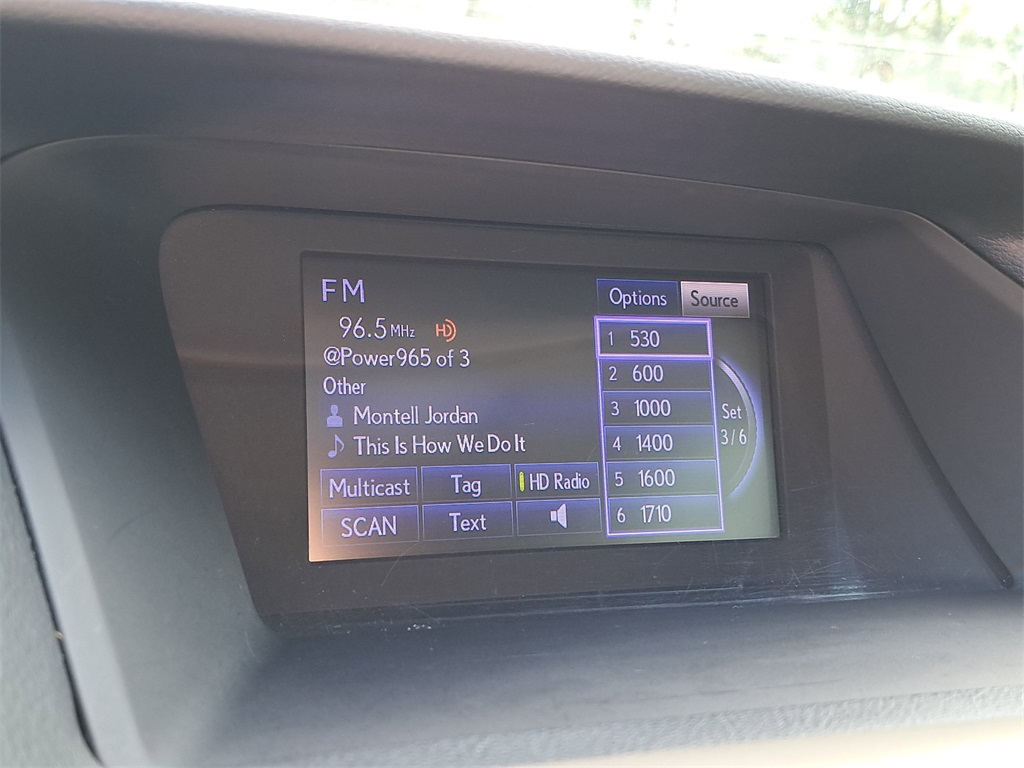 FM
96.5 MHz HD
@Power965 of 3
Other
Montell Jordan
This Is How We Do It
Multicast Tag HD Radio
SCAN Text
Options Source
1 530
2 600
3 1000
4 1400
5 1600
6 1710
Set
3/6